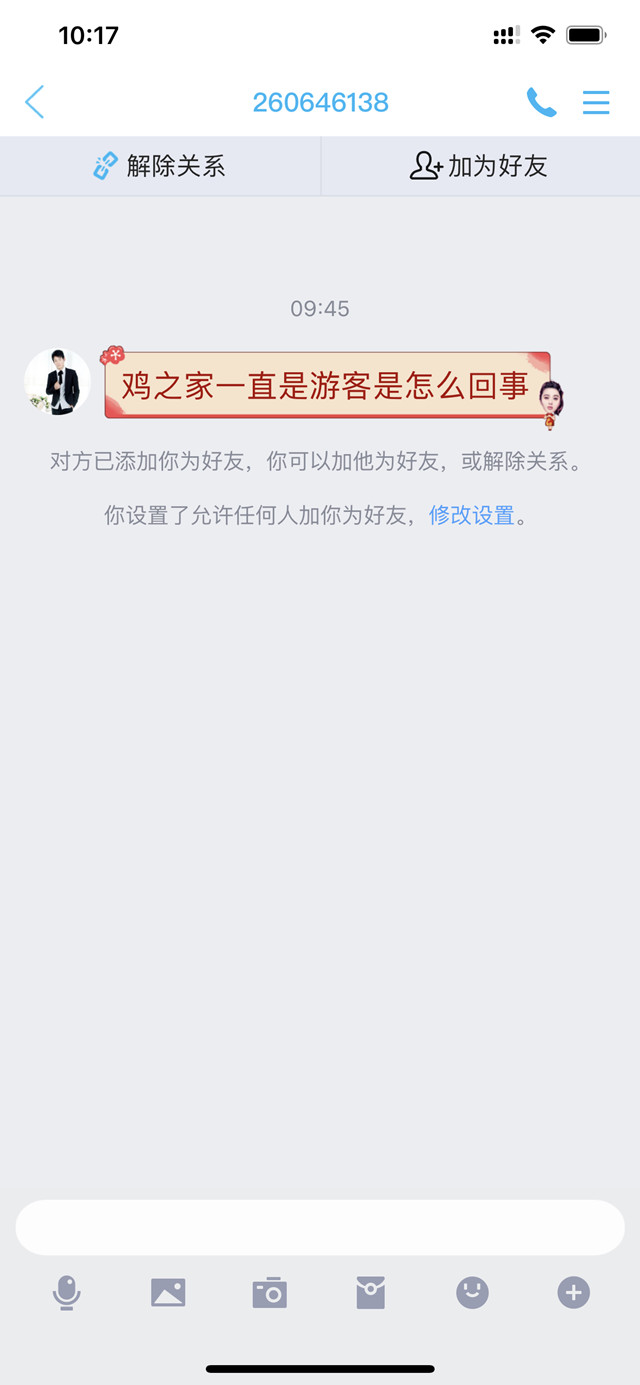 10:17
260646138
解除关系
加为好友
09:45
鸡之家一直是游客是怎么回事
对方已添加你为好友，你可以加他为好友，或解除关系。
你设置了允许任何人加你为好友，修改设置。